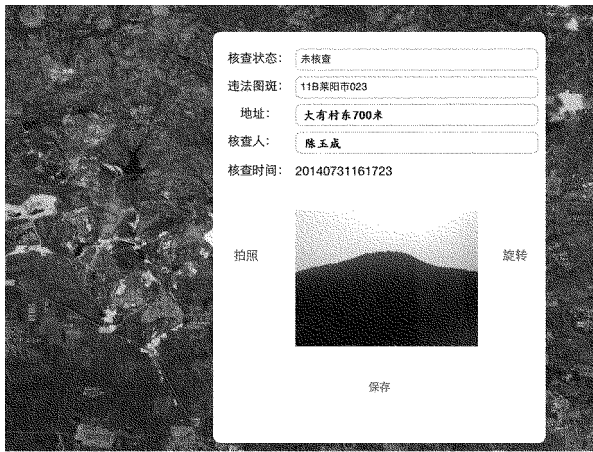 核查状态： 未核查
违法图斑： 11B莱阳市023
地址： 大有村东700米
核查人： 陈玉成
核查时间： 20140731161723
拍照
旋转
保存